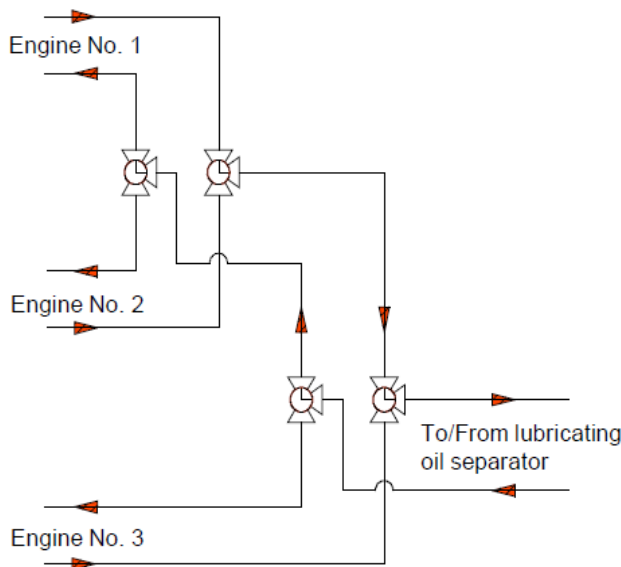 Engine No. 1
Engine No. 2
To/From lubricating
oil separator
Engine No. 3